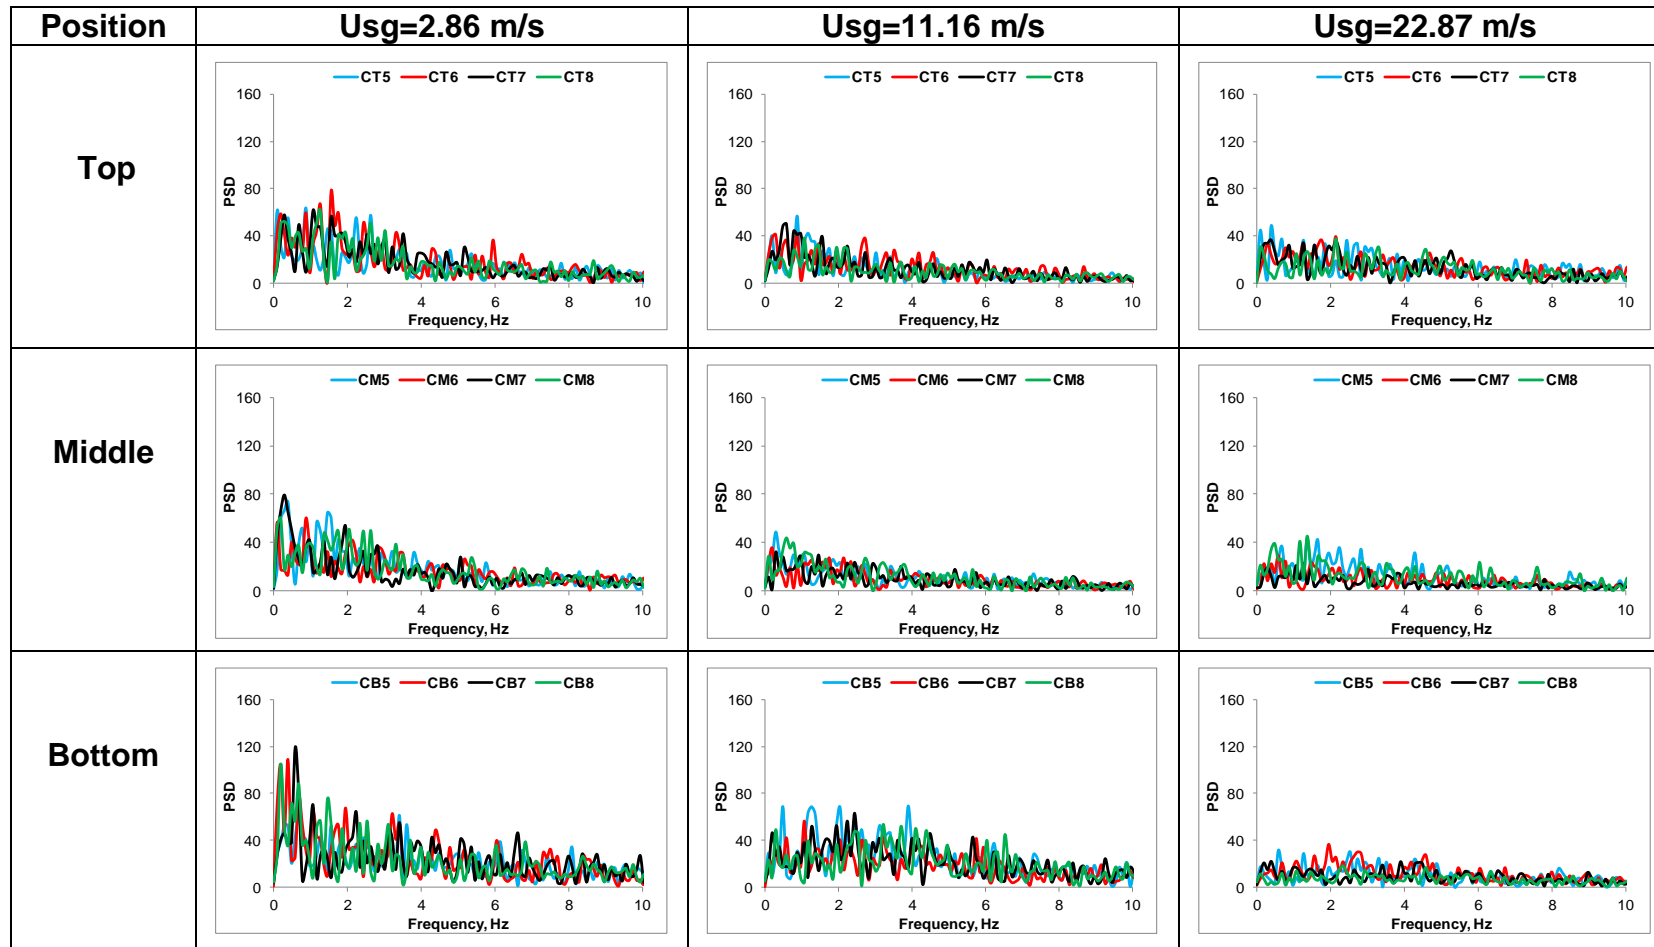 Position Usg=2.86 m/s Usg=11.16 m/s Usg=22.87 m/s
Top
CT5 CT6 CT7 CT8
160
120
80
40
0
PSD
0 2 4 6 8 10
Frequency, Hz
CT5 CT6 CT7 CT8
160
120
80
40
0
PSD
0 2 4 6 8 10
Frequency, Hz
CT5 CT6 CT7 CT8
160
120
80
40
0
PSD
0 2 4 6 8 10
Frequency, Hz
Middle
CM5 CM6 CM7 CM8
160
120
80
40
0
PSD
0 2 4 6 8 10
Frequency, Hz
CM5 CM6 CM7 CM8
160
120
80
40
0
PSD
0 2 4 6 8 10
Frequency, Hz
CM5 CM6 CM7 CM8
160
120
80
40
0
PSD
0 2 4 6 8 10
Frequency, Hz
Bottom
CB5 CB6 CB7 CB8
160
120
80
40
0
PSD
0 2 4 6 8 10
Frequency, Hz
CB5 CB6 CB7 CB8
160
120
80
40
0
PSD
0 2 4 6 8 10
Frequency, Hz
CB5 CB6 CB7 CB8
160
120
80
40
0
PSD
0 2 4 6 8 10
Frequency, Hz